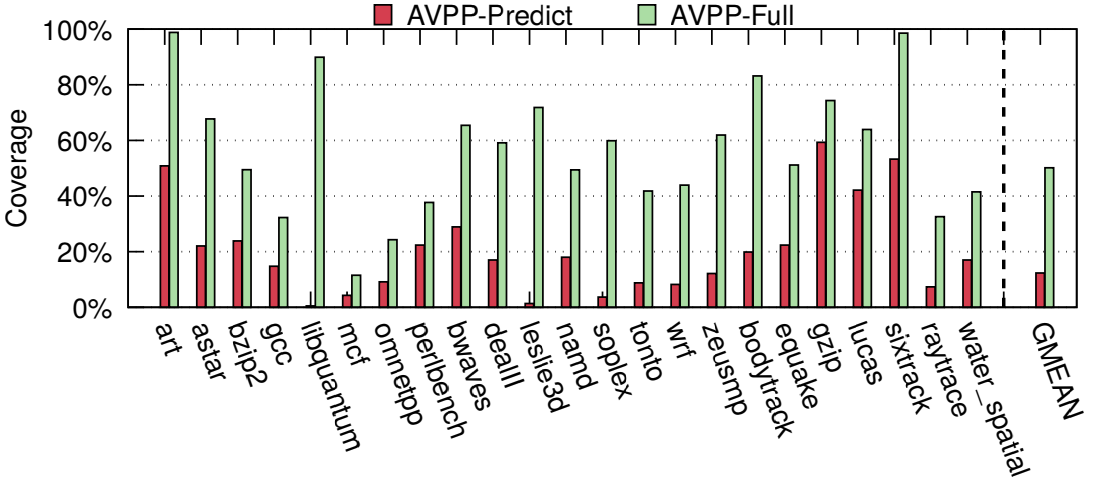 AVPP-Predict AVPP-Full
Coverage
100%
80%
60%
40%
20%
0%
art
astar
bzip2
gcc
libquantum
mcf
omnetpp
perlbench
bwaves
dealII
leslie3d
namd
soplex
tonto
wrf
zeusmp
bodytrack
equake
gzip
lucas
sixtrack
raytrace
water_spatial
GMEAN